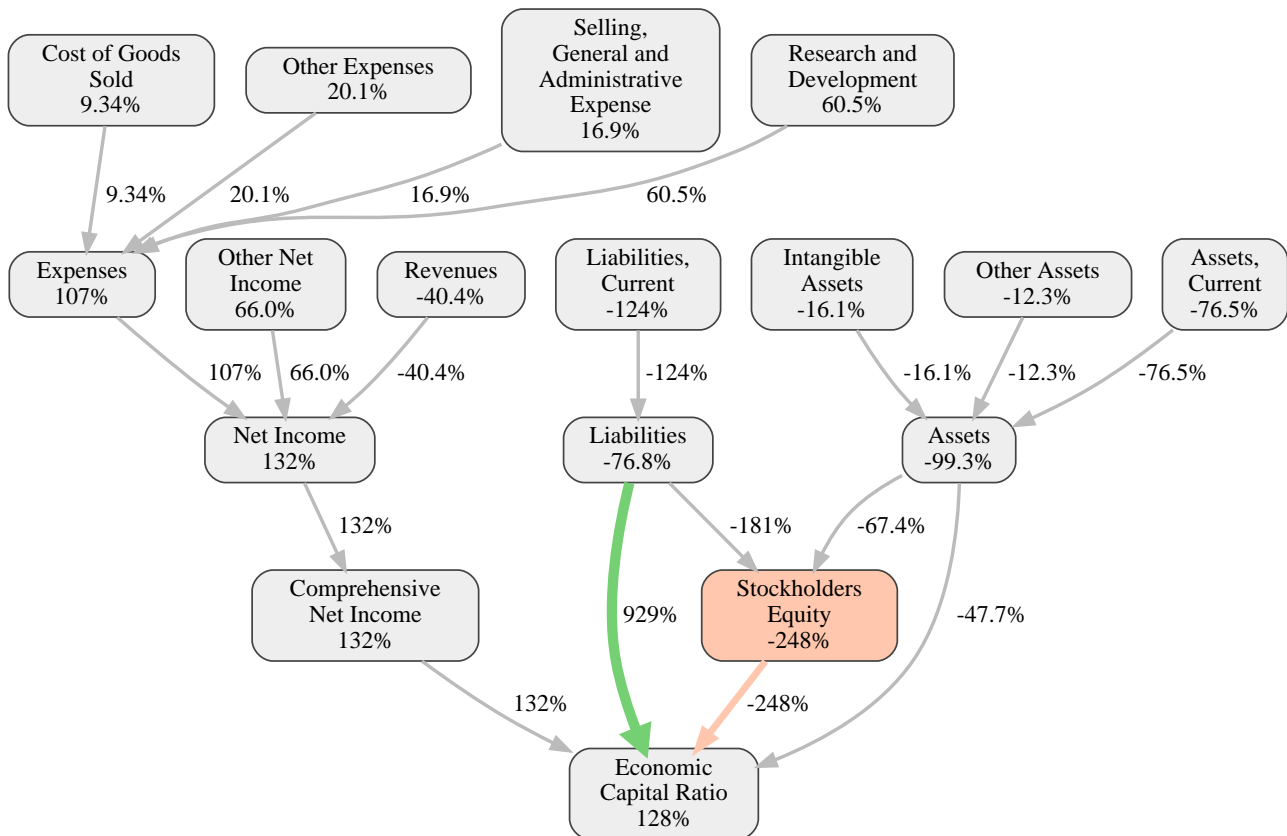 Cost of Goods
Sold
9.34%
Other Expenses
20.1%
Selling,
General and
Administrative
Expense
16.9%
Research and
Development
60.5%
9.34%
20.1%
16.9%
60.5%
Expenses
107%
Other Net
Income
66.0%
Revenues
-40.4%
Liabilities,
Current
-124%
Intangible
Assets
-16.1%
Other Assets
-12.3%
Assets,
Current
-76.5%
107%
66.0%
-40.4%
-124%
-16.1%
-12.3%
-76.5%
Net Income
132%
Liabilities
-76.8%
Assets
-99.3%
132%
-181%
-67.4%
Comprehensive
Net Income
132%
929%
Stockholders
Equity
-248%
-47.7%
132%
-248%
Economic
Capital Ratio
128%